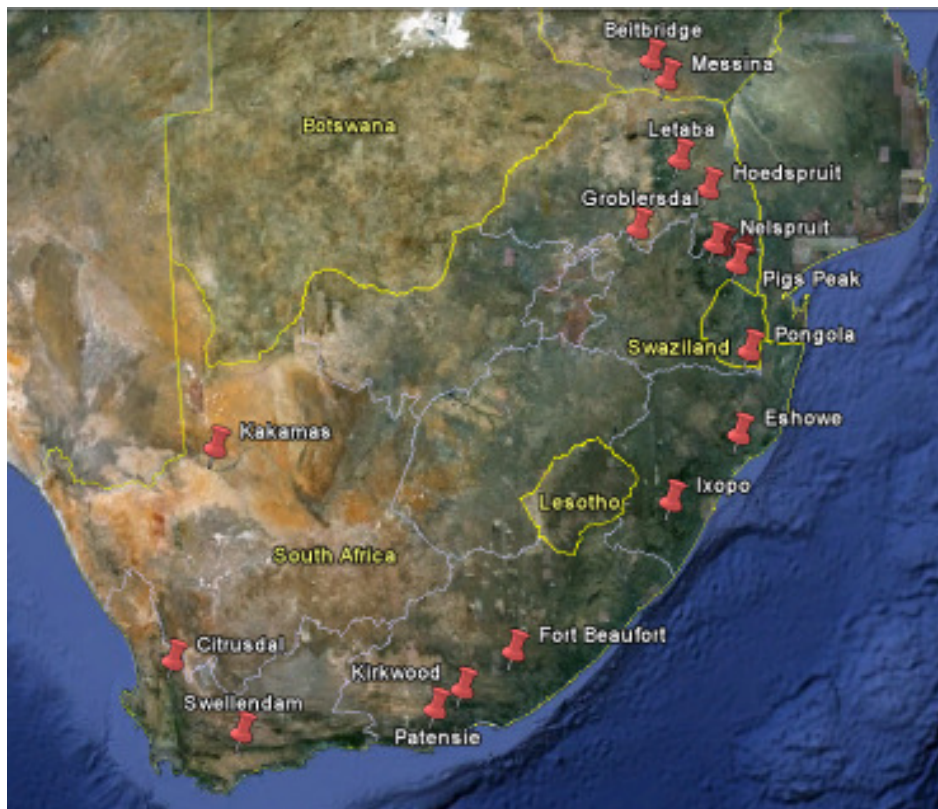 Beitbridge
Messina
Botswana
Letaba
Hoedspruit
Groblersdal
Nelspruit
Pigs Peak
Pongola
Swaziland
Eshowe
Kakamas
Ixopo
Lesotho
South Africa
Fort Beaufort
Citrusdal
Kirkwood
Swellendam
Patensie